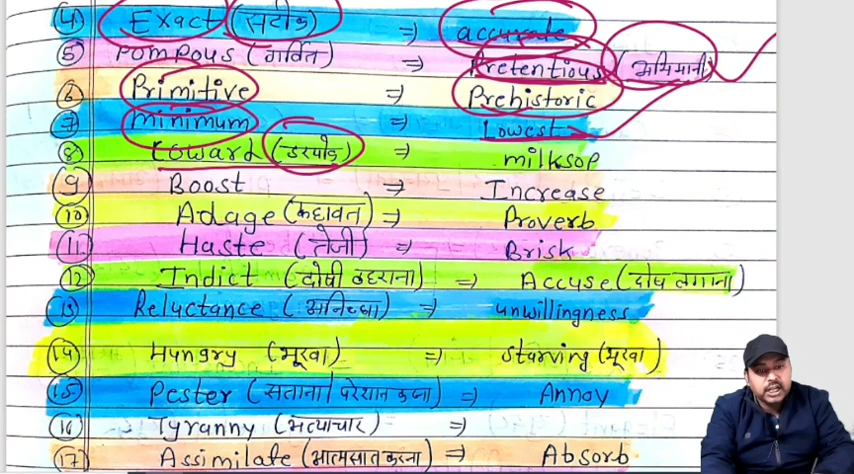 (4) Exact (सटीक) ⇒ accurate
(5) Pompous (गर्वित) ⇒ Pretentious (अभिमानी)
(6) Primitive ⇒ Prehistoric
(7) minimum ⇒ Lowest
(8) coward (डरपोक) ⇒ milksop
(9) Boost ⇒ Increase
(10) Adage (कहावत) ⇒ Proverb
(11) Haste (तेजी) ⇒ Brisk
(12) Indict (दोषी ठहराना) ⇒ Accuse (दोष लगाना)
(13) Reluctance (अनिच्छा) ⇒ unwillingness
(14) Hungry (भूखा) ⇒ starving (भूखा)
(15) Pester (सताना/परेशान करना) ⇒ Annoy
(16) Tyranny (अत्याचार) ⇒
(17) Assimilate (आत्मसात करना) ⇒ Absorb